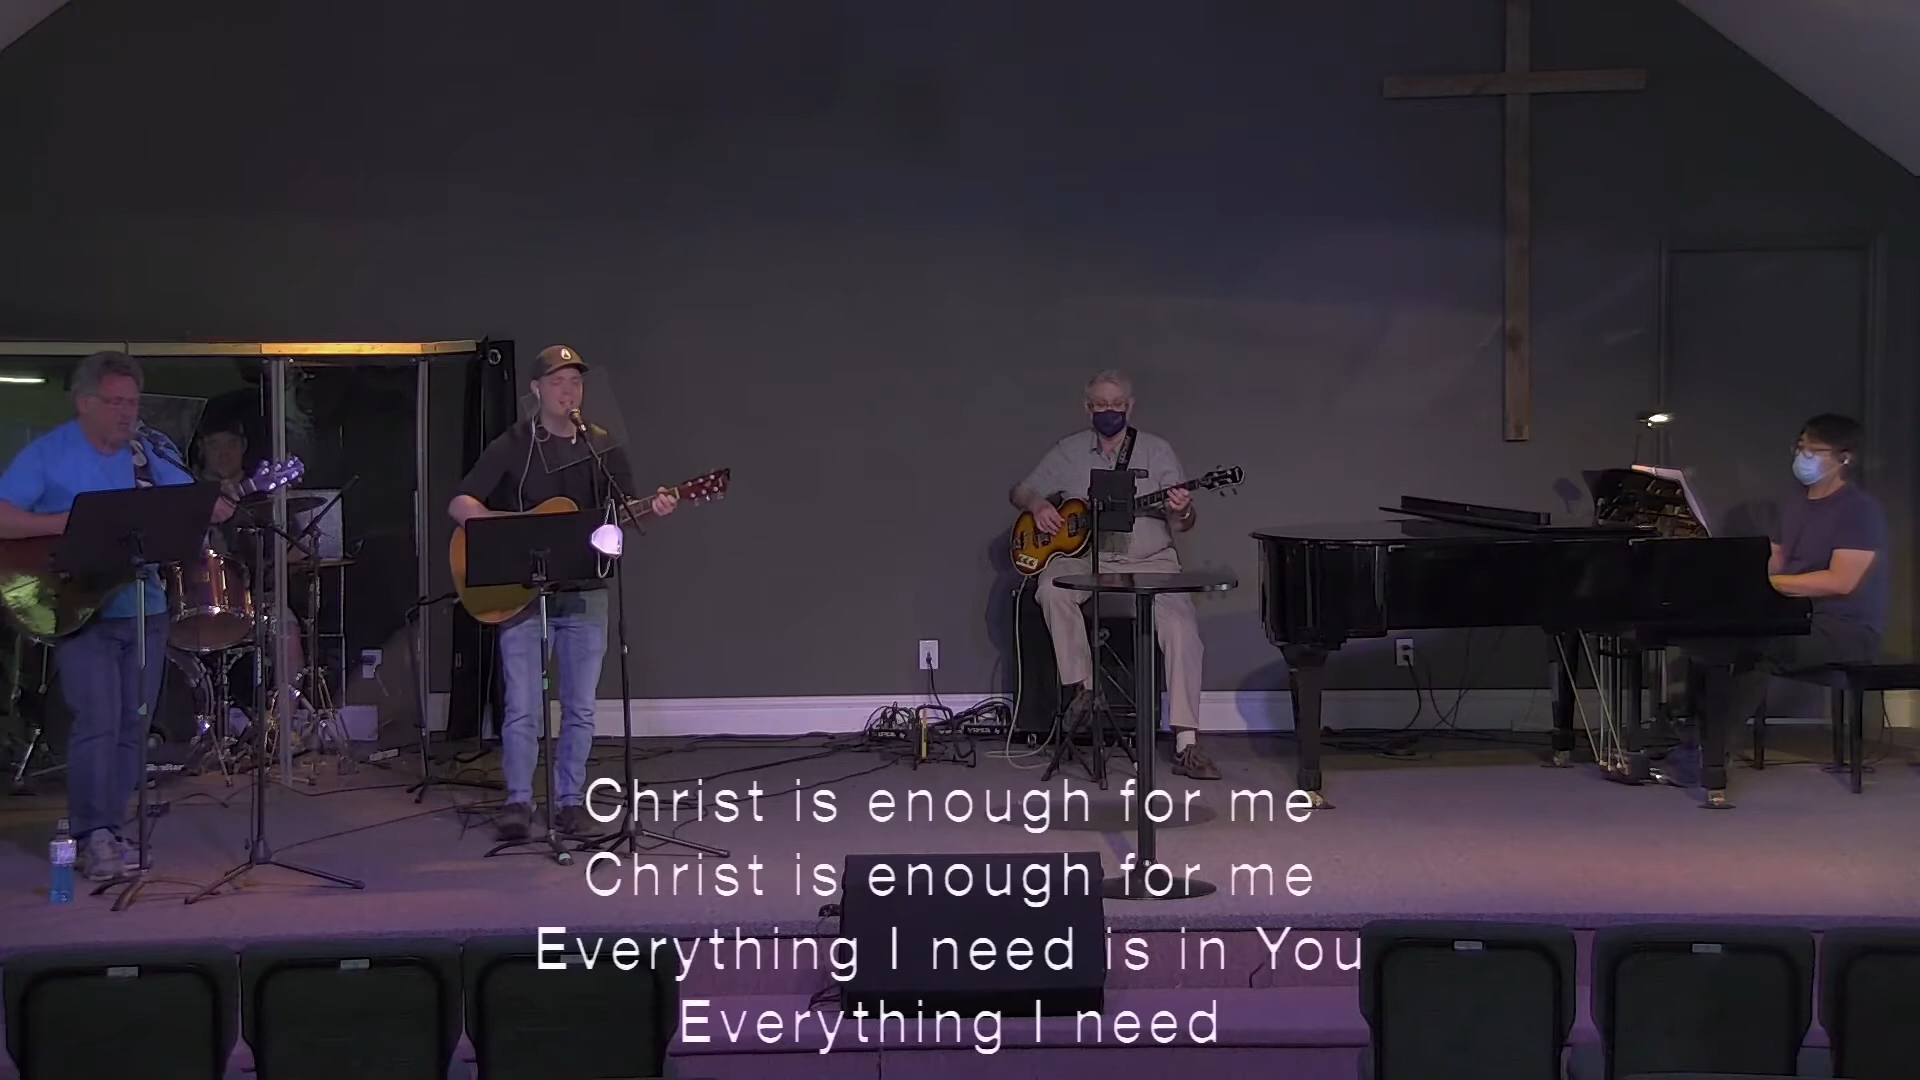 Christ is enough for me
Christ is enough for me
Everything I need is in You
Everything I need